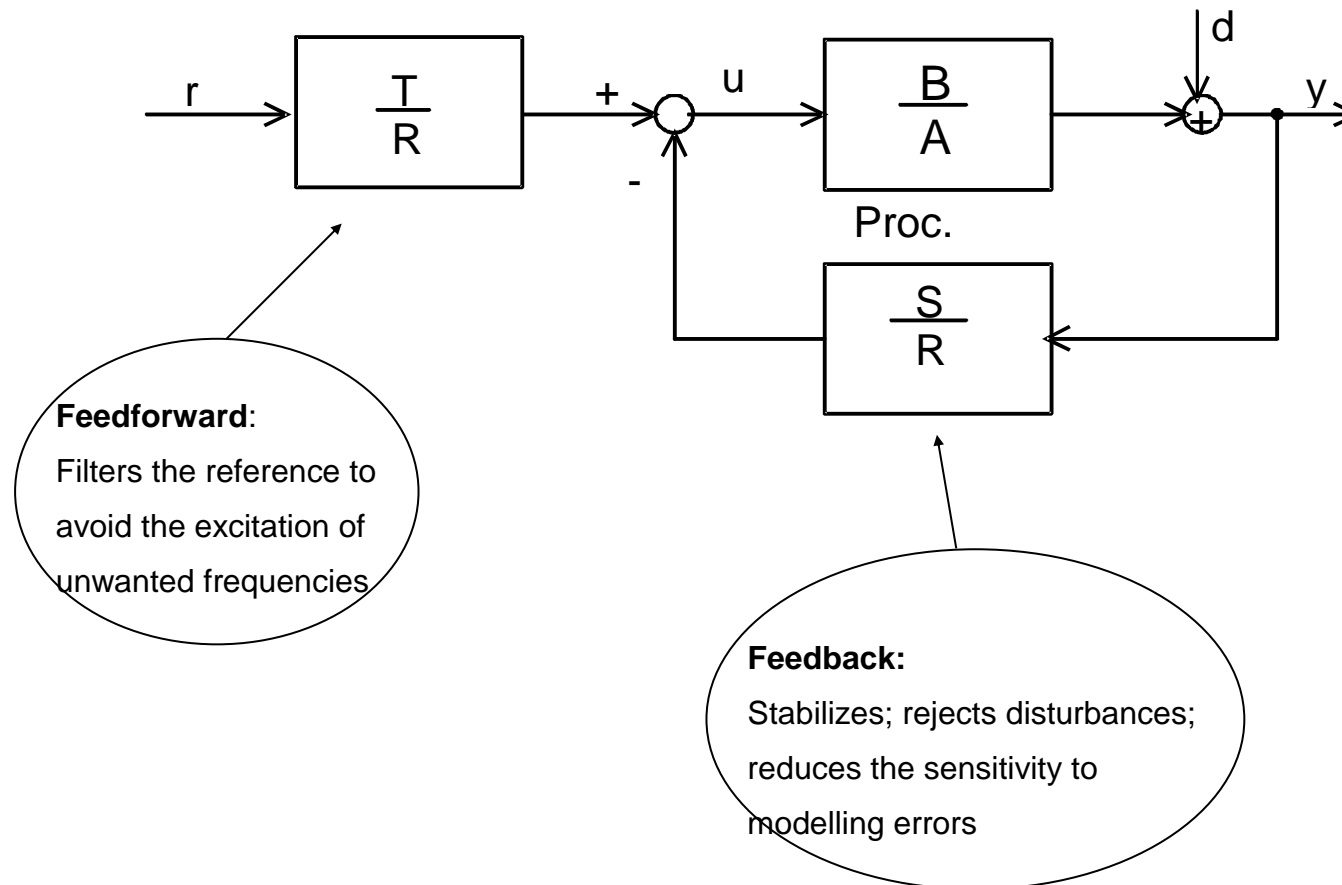 d
r
T
R
+
u
B
A
+
y
-
Proc.
S
R
Feedforward:
Filters the reference to
avoid the excitation of
unwanted frequencies
Feedback:
Stabilizes; rejects disturbances;
reduces the sensitivity to
modelling errors